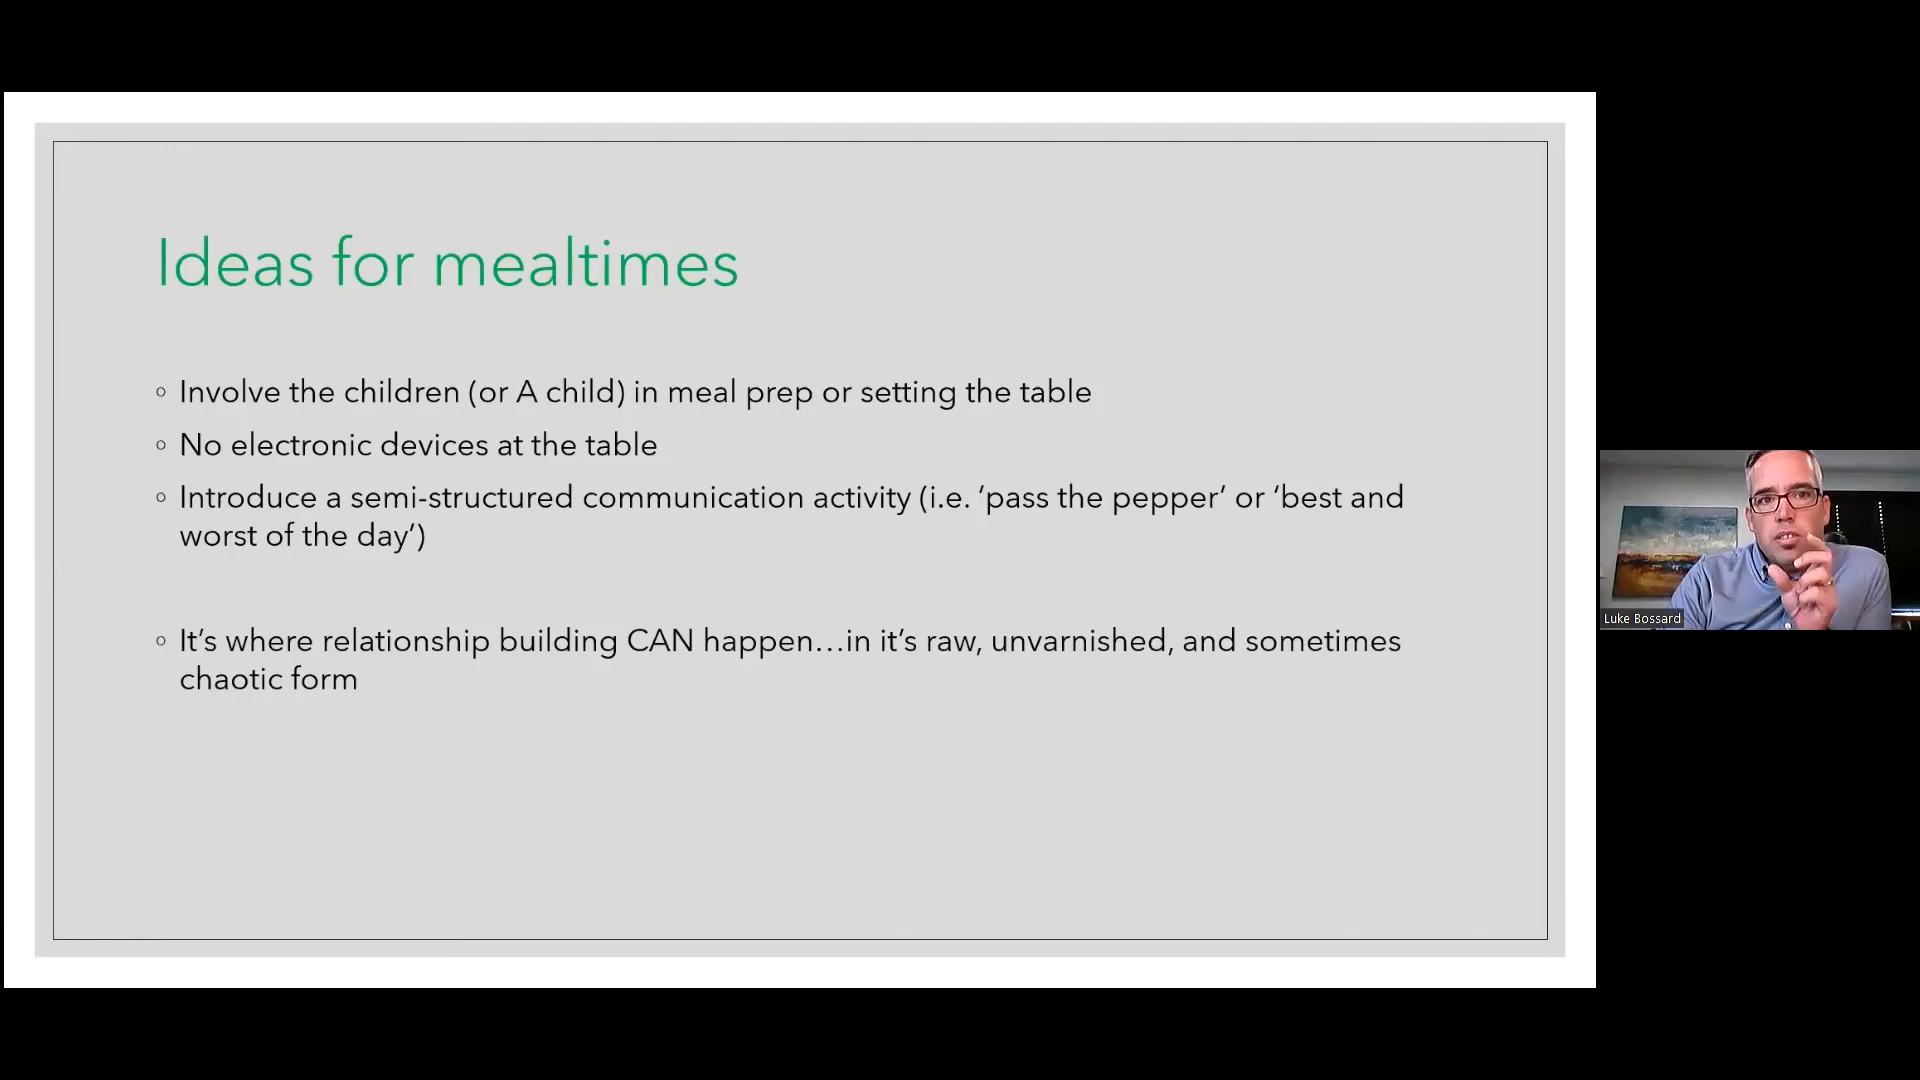 Ideas for mealtimes
◦ Involve the children (or A child) in meal prep or setting the table
◦ No electronic devices at the table
◦ Introduce a semi-structured communication activity (i.e. ‘pass the pepper’ or ‘best and
worst of the day’)
◦ It’s where relationship building CAN happen…in it’s raw, unvarnished, and sometimes
chaotic form
Luke Bossard